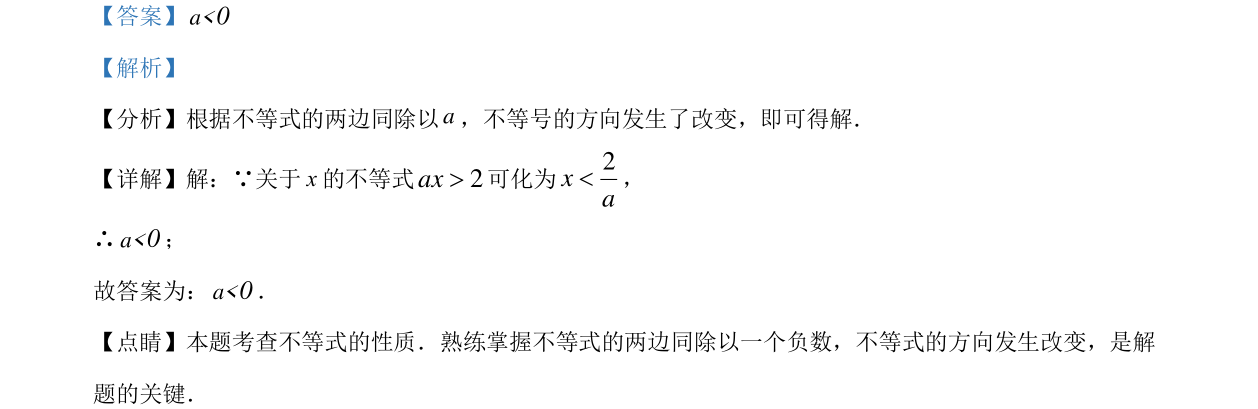 【答案】a<0
【解析】
【分析】根据不等式的两边同除以a，不等号的方向发生了改变，即可得解．
【详解】解：∵关于x的不等式ax>2可化为x<2/a，
∴a<0；
故答案为：a<0．
【点睛】本题考查不等式的性质．熟练掌握不等式的两边同除以一个负数，不等式的方向发生改变，是解
题的关键．